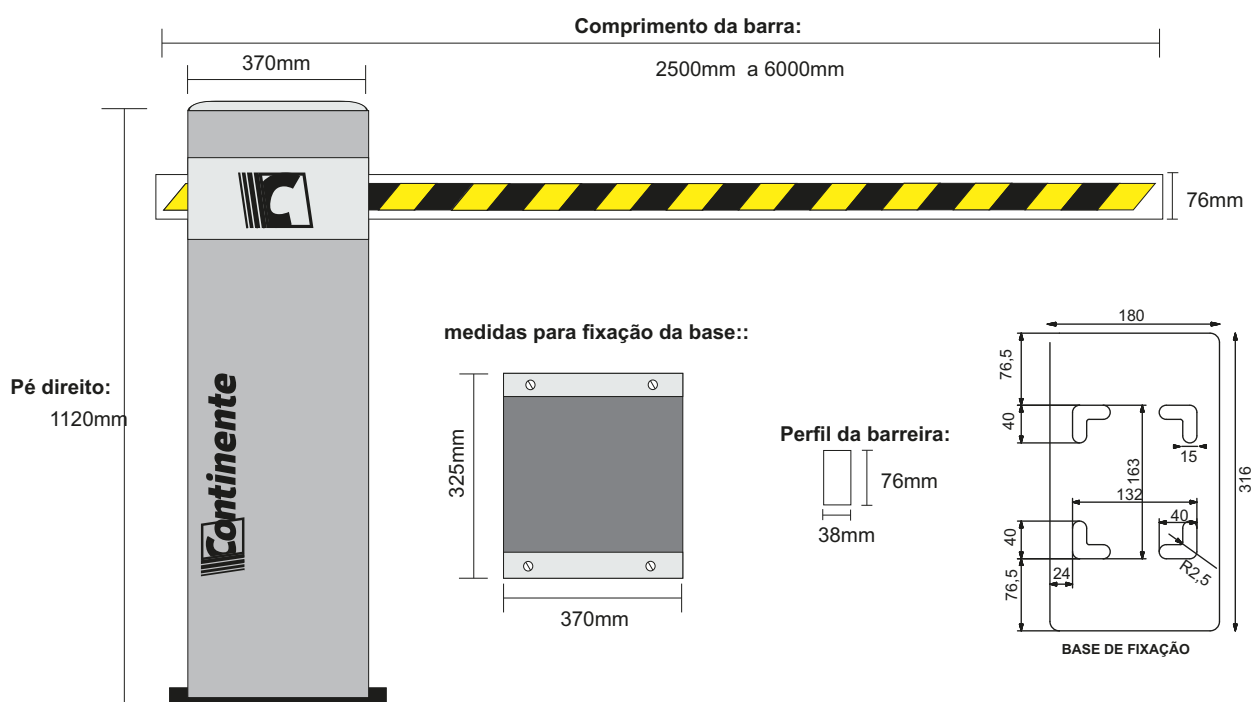 Comprimento da barra:
2500mm a 6000mm
370mm
76mm
Pé direito:
1120mm
Continente
medidas para fixação da base::
325mm
370mm
Perfil da barreira:
76mm
38mm
180
76,5
40
15
163
132
316
40
40
R2,5
24
76,5
BASE DE FIXAÇÃO